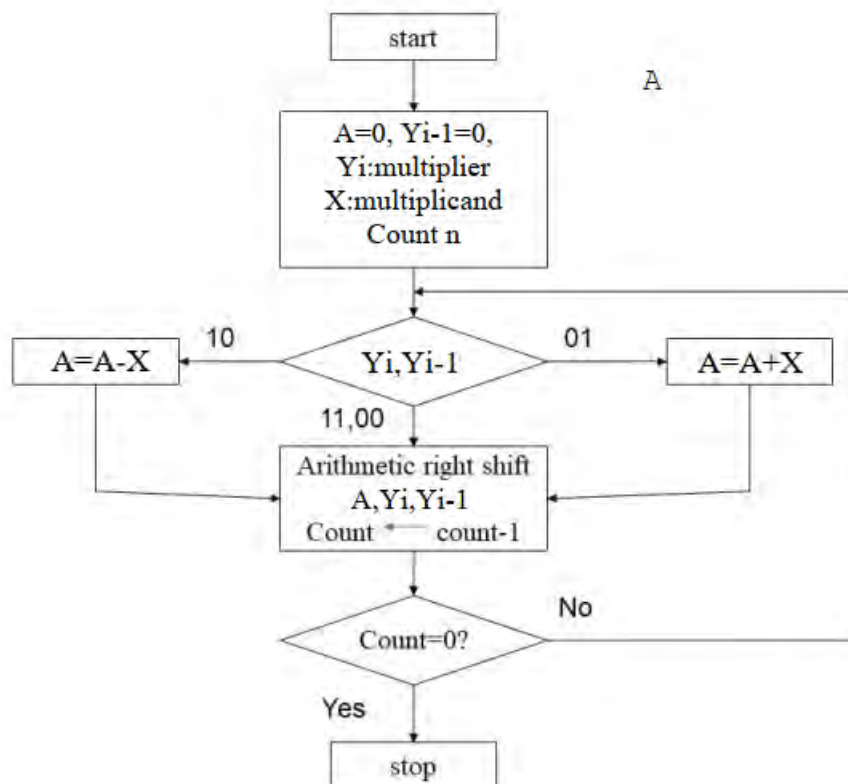 start
A
A=0, Yi-1=0,
Yi:multiplier
X:multiplicand
Count n
10
Yi,Yi-1
01
A=A-X
A=A+X
11,00
Arithmetic right shift
A,Yi,Yi-1
Count ← count-1
No
Count=0?
Yes
stop